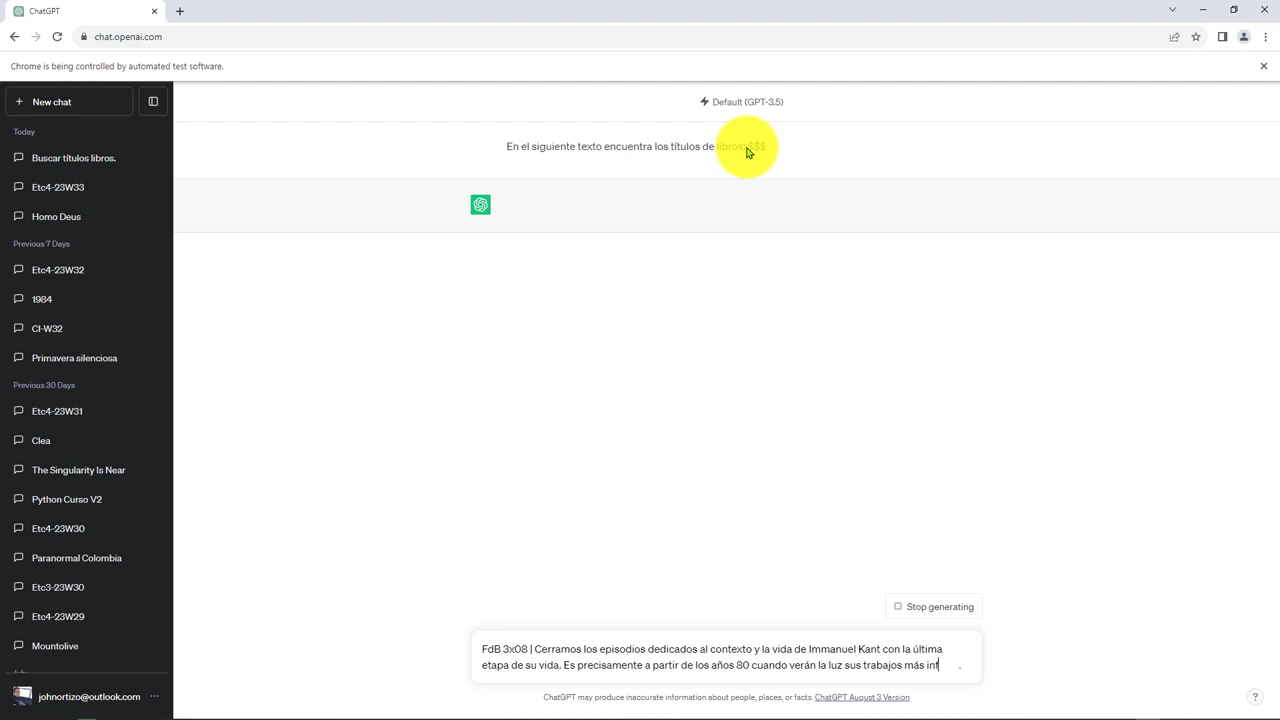 ChatGPT
chat.openai.com
Chrome is being controlled by automated test software.
New chat
Default (GPT-3.5)
Today
Buscar títulos libros.
En el siguiente texto encuentra los títulos de libros: $$$
Etc4-23W33
Homo Deus
Previous 7 Days
Etc4-23W32
1984
CI-W32
Primavera silenciosa
Previous 30 Days
Etc4-23W31
Clea
The Singularity Is Near
Python Curso V2
Etc4-23W30
Paranormal Colombia
Etc3-23W30
Etc4-23W29
Mountolive
Stop generating
FdB 3x08 | Cerramos los episodios dedicados al contexto y la vida de Immanuel Kant con la última
etapa de su vida. Es precisamente a partir de los años 80 cuando verán la luz sus trabajos más inf
johnortizo@outlook.com
ChatGPT may produce inaccurate information about people, places, or facts. ChatGPT August 3 Version
?